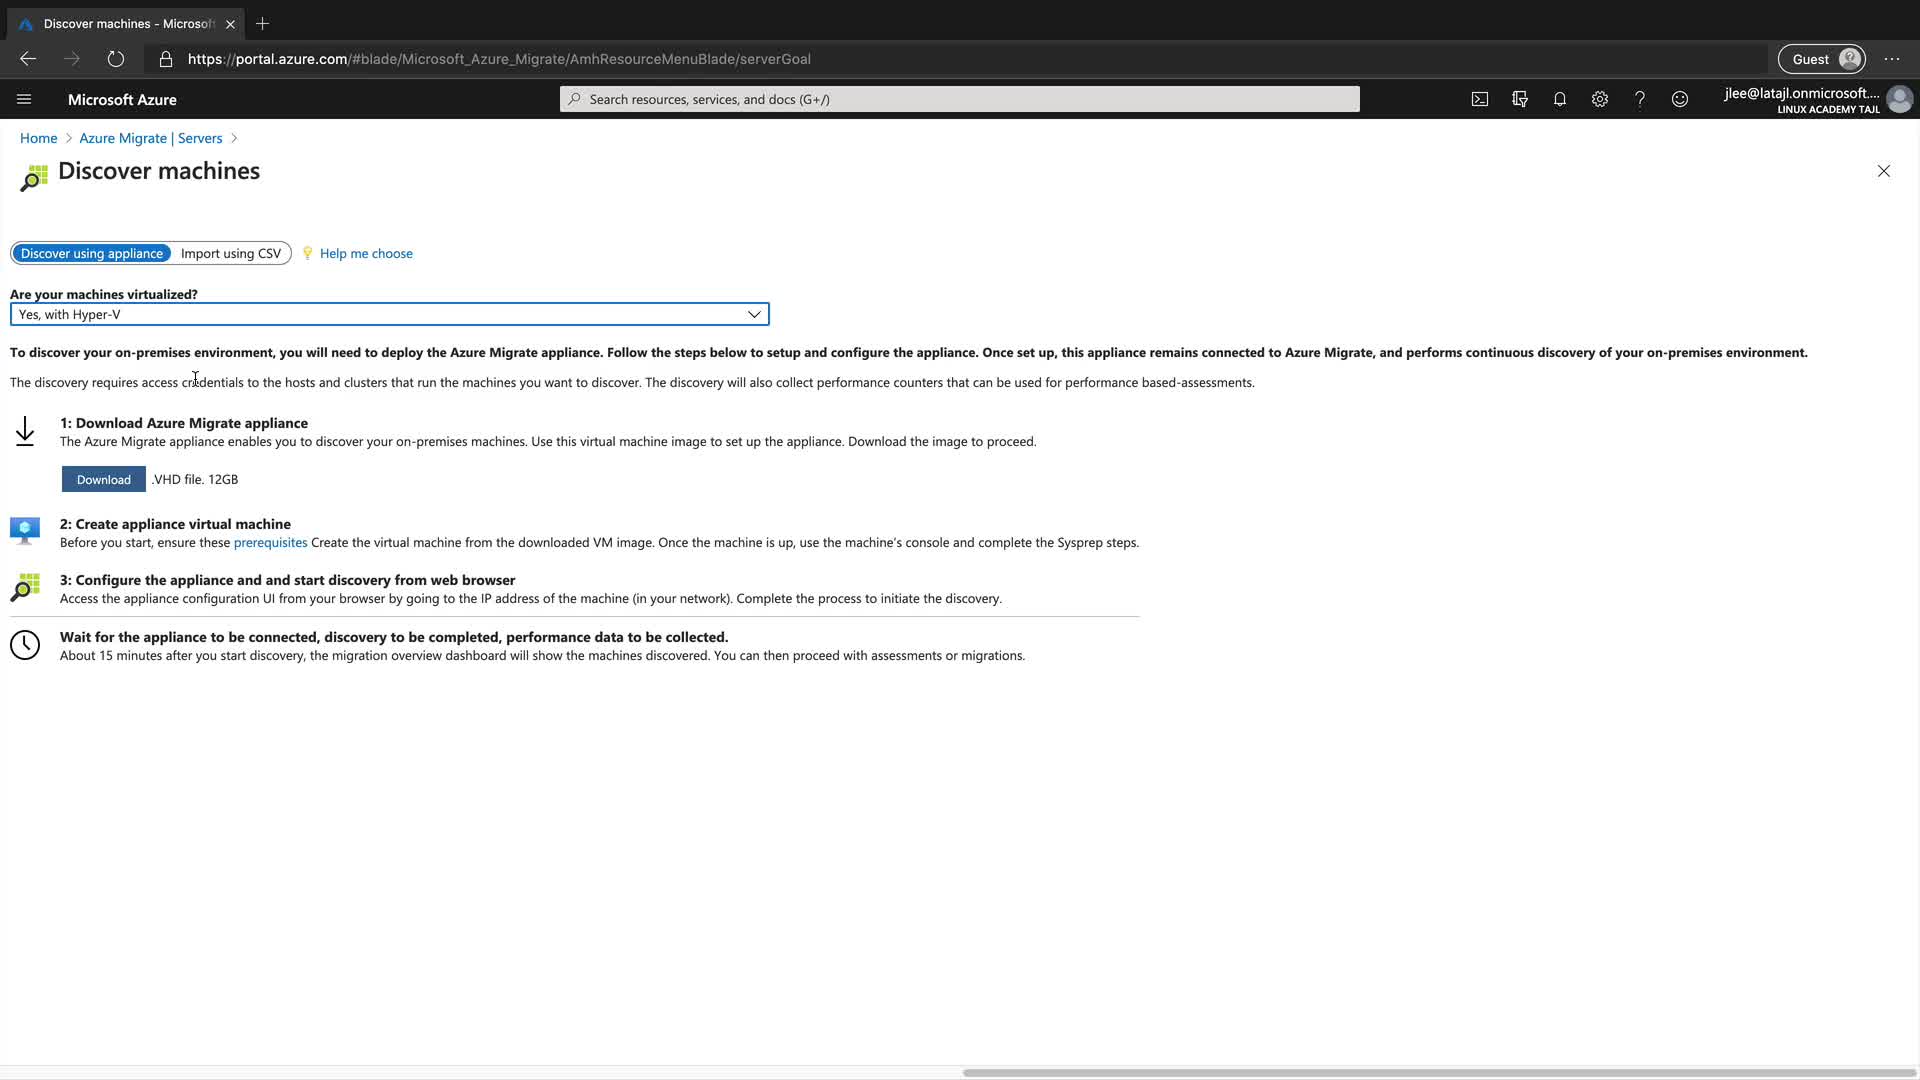 Discover machines - Microsof
https://portal.azure.com/#blade/Microsoft_Azure_Migrate/AmhResourceMenuBlade/serverGoal
Guest
Microsoft Azure
Search resources, services, and docs (G+/)
jlee@latajl.onmicrosoft....
LINUX ACADEMY TAJL
Home > Azure Migrate | Servers >
Discover machines
Discover using appliance Import using CSV Help me choose
Are your machines virtualized?
Yes, with Hyper-V
To discover your on-premises environment, you will need to deploy the Azure Migrate appliance. Follow the steps below to setup and configure the appliance. Once set up, this appliance remains connected to Azure Migrate, and performs continuous discovery of your on-premises environment.
The discovery requires access credentials to the hosts and clusters that run the machines you want to discover. The discovery will also collect performance counters that can be used for performance based-assessments.
1: Download Azure Migrate appliance
The Azure Migrate appliance enables you to discover your on-premises machines. Use this virtual machine image to set up the appliance. Download the image to proceed.
Download .VHD file. 12GB
2: Create appliance virtual machine
Before you start, ensure these prerequisites Create the virtual machine from the downloaded VM image. Once the machine is up, use the machine's console and complete the Sysprep steps.
3: Configure the appliance and and start discovery from web browser
Access the appliance configuration UI from your browser by going to the IP address of the machine (in your network). Complete the process to initiate the discovery.
Wait for the appliance to be connected, discovery to be completed, performance data to be collected.
About 15 minutes after you start discovery, the migration overview dashboard will show the machines discovered. You can then proceed with assessments or migrations.